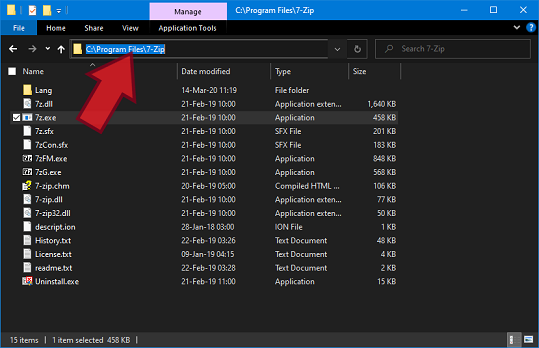 Manage
C:\Program Files\7-Zip
File Home Share View Application Tools
C:\Program Files\7-Zip
Search 7-Zip
Name Date modified Type Size
Lang 14-Mar-20 11:19 File folder
7z.dll 21-Feb-19 10:00 Application exten... 1,640 KB
7z.exe 21-Feb-19 10:00 Application 458 KB
7z.sfx 21-Feb-19 10:00 SFX File 201 KB
7zCon.sfx 21-Feb-19 10:00 SFX File 183 KB
7zFM.exe 21-Feb-19 10:00 Application 848 KB
7zG.exe 21-Feb-19 10:00 Application 568 KB
7-zip.chm 20-Feb-19 05:00 Compiled HTML ... 106 KB
7-zip.dll 21-Feb-19 10:00 Application exten... 77 KB
7-zip32.dll 21-Feb-19 10:00 Application exten... 50 KB
descript.ion 28-Jan-18 03:00 ION File 1 KB
History.txt 22-Feb-19 03:26 Text Document 48 KB
License.txt 09-Jan-19 04:15 Text Document 4 KB
readme.txt 22-Feb-19 03:28 Text Document 2 KB
Uninstall.exe 21-Feb-19 11:00 Application 15 KB
15 items 1 item selected 458 KB